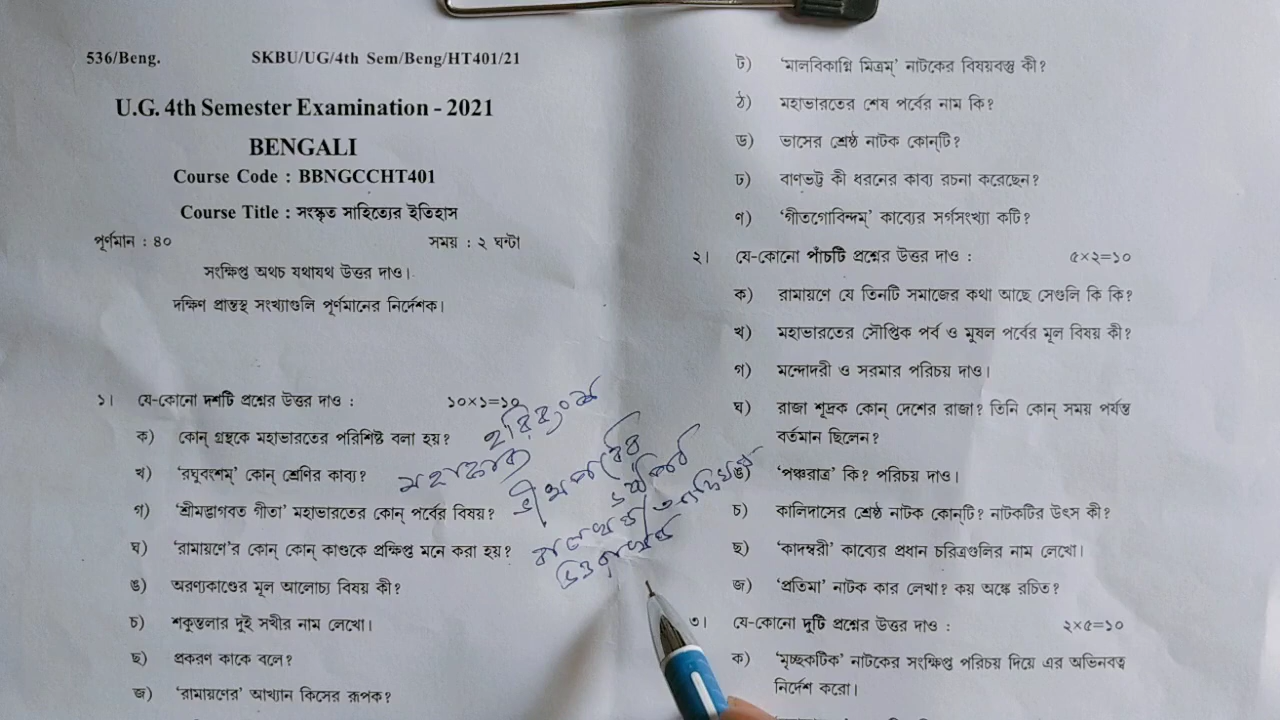 536/Beng. SKBU/UG/4th Sem/Beng/HT401/21
U.G. 4th Semester Examination - 2021
BENGALI
Course Code : BBNGCCHT401
Course Title : সংস্কৃত সাহিত্যের ইতিহাস
পূর্ণমান : ৪০ সময় : ২ ঘন্টা
সংক্ষিপ্ত অথচ যথাযথ উত্তর দাও।
দক্ষিণ প্রান্তস্থ সংখ্যাগুলি পূর্ণমানের নির্দেশক।
১। যে-কোনো দশটি প্রশ্নের উত্তর দাও : ১০×১=১০
ক) কোন্ গ্রন্থকে মহাভারতের পরিশিষ্ট বলা হয়? হরিবংশ
খ) 'রঘুবংশম্' কোন্ শ্রেণির কাব্য? মহাকাব্য
গ) 'শ্রীমদ্ভাগবত গীতা' মহাভারতের কোন্ পর্বের বিষয়? ভীষ্মপর্বের
ঘ) 'রামায়ণে'র কোন্ কোন্ কাণ্ডকে প্রক্ষিপ্ত মনে করা হয়? বালকাণ্ড
উত্তরকাণ্ড
ঙ) অরণ্যকাণ্ডের মূল আলোচ্য বিষয় কী?
চ) শকুন্তলার দুই সখীর নাম লেখো।
ছ) প্রকরণ কাকে বলে?
জ) 'রামায়ণের' আখ্যান কিসের রূপক?
ট) 'মালবিকাগ্নি মিত্রম্' নাটকের বিষয়বস্তু কী?
ঠ) মহাভারতের শেষ পর্বের নাম কি?
ড) ভাসের শ্রেষ্ঠ নাটক কোন্‌টি?
ঢ) বাণভট্ট কী ধরনের কাব্য রচনা করেছেন?
ণ) 'গীতগোবিন্দম্' কাব্যের সর্গসংখ্যা কটি?
২। যে-কোনো পাঁচটি প্রশ্নের উত্তর দাও : ৫×২=১০
ক) রামায়ণে যে তিনটি সমাজের কথা আছে সেগুলি কি কি?
খ) মহাভারতের সৌপ্তিক পর্ব ও মুষল পর্বের মূল বিষয় কী?
গ) মন্দোদরী ও সরমার পরিচয় দাও।
ঘ) রাজা শূদ্রক কোন্ দেশের রাজা? তিনি কোন্ সময় পর্যন্ত
বর্তমান ছিলেন?
ঙ) 'পঞ্চরাত্র' কি? পরিচয় দাও।
চ) কালিদাসের শ্রেষ্ঠ নাটক কোন্‌টি? নাটকটির উৎস কী?
ছ) 'কাদম্বরী' কাব্যের প্রধান চরিত্রগুলির নাম লেখো।
জ) 'প্রতিমা' নাটক কার লেখা? কয় অঙ্কে রচিত?
৩। যে-কোনো দুটি প্রশ্নের উত্তর দাও : ২×৫=১০
ক) 'মৃচ্ছকটিক' নাটকের সংক্ষিপ্ত পরিচয় দিয়ে এর অভিনবত্ব
নির্দেশ করো।